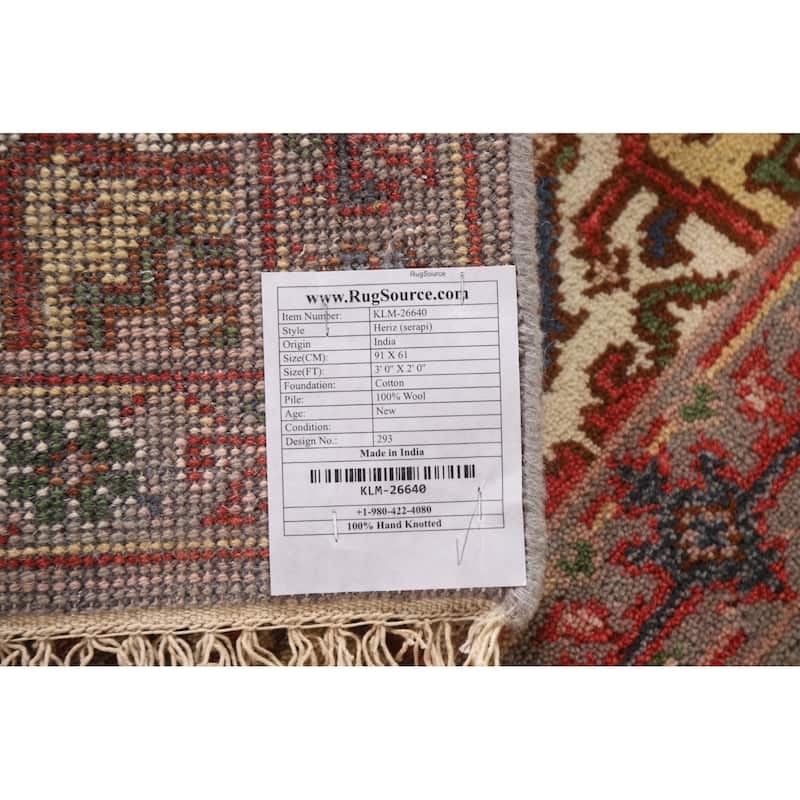 RugSource
www.RugSource.com
Item Number: KLM-26640
Style Heriz (serapi)
Origin India
Size(CM): 91 X 61
Size(FT): 3' 0" X 2' 0"
Foundation: Cotton
Pile: 100% Wool
Age: New
Condition:
Design No.: 293
Made in India
KLM-26640
+1-980-422-4080
100% Hand Knotted